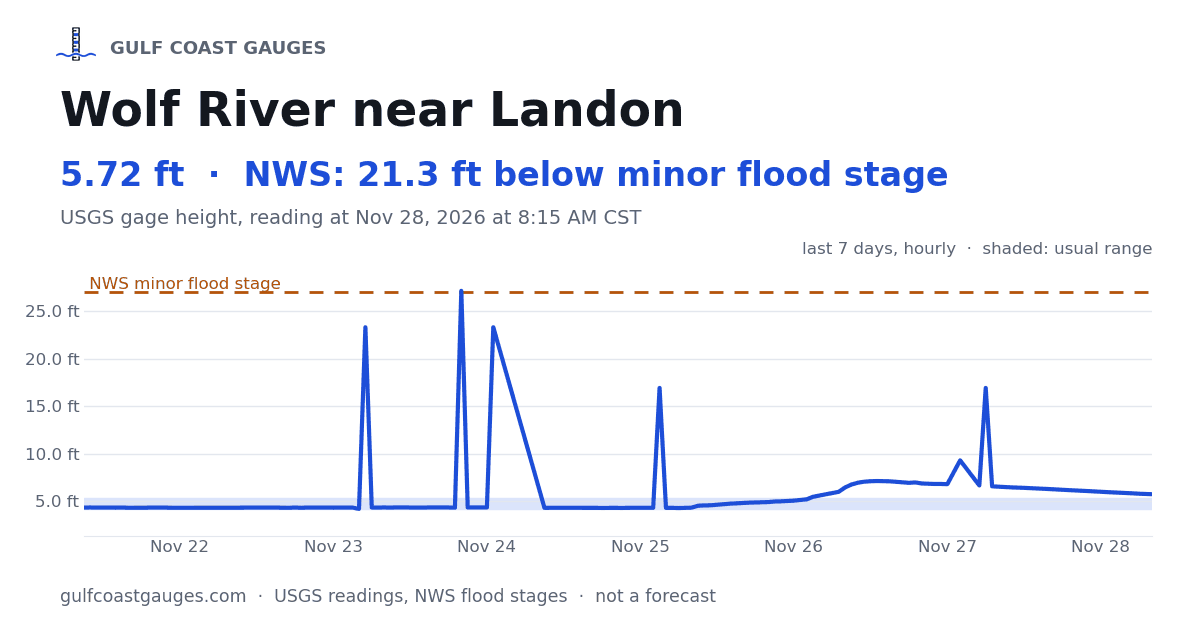 GULF COAST GAUGES
Wolf River near Landon
5.72 ft · NWS: 21.3 ft below minor flood stage
USGS gage height, reading at Nov 28, 2026 at 8:15 AM CST
last 7 days, hourly · shaded: usual range
NWS minor flood stage
25.0 ft
20.0 ft
15.0 ft
10.0 ft
5.0 ft
Nov 22 Nov 23 Nov 24 Nov 25 Nov 26 Nov 27 Nov 28
gulfcoastgauges.com · USGS readings, NWS flood stages · not a forecast